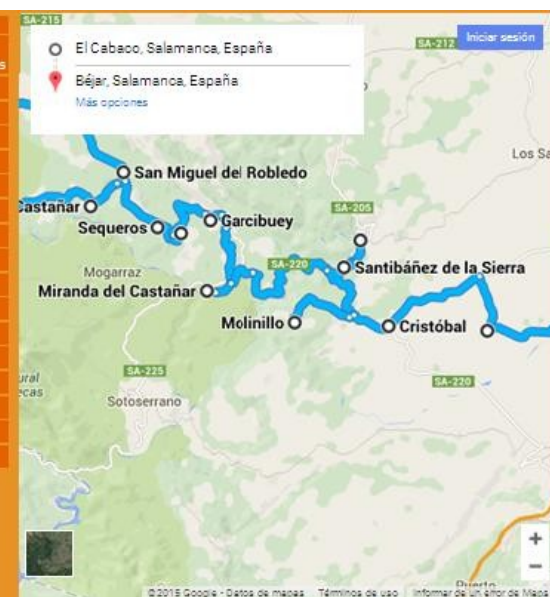 SA-215
El Cabaco, Salamanca, España
SA-212
Iniciar sesión
Béjar, Salamanca, España
Más opciones
Los Sa
San Miguel del Robledo
Castañar
SA-205
Garcibuey
Sequeros
SA-220
Santibáñez de la Sierra
Mogarraz
Miranda del Castañar
Molinillo
Cristóbal
SA-225
SA-220
ural
ecas
Sotoserrano
+
−
Puerto
©2015 Google - Datos de mapas Términos de uso Informar de un error de Maps